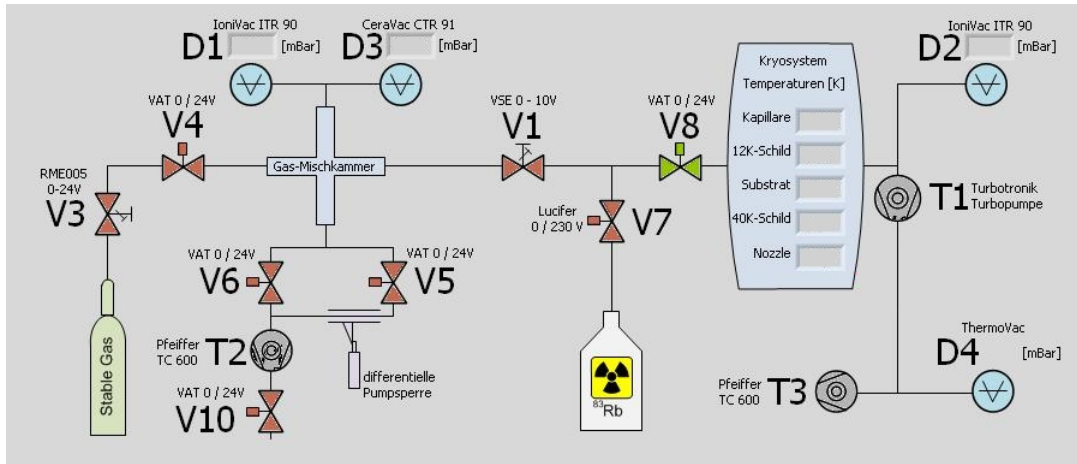 IoniVac ITR 90
D1
[mBar]
CeraVac CTR 91
D3
[mBar]
IoniVac ITR 90
D2
[mBar]
VAT 0 / 24V
V4
VSE 0 - 10V
V1
VAT 0 / 24V
V8
Kryosystem
Temperaturen [K]
Kapillare
12K-Schild
Substrat
40K-Schild
Nozzle
Gas-Mischkammer
RME005
0-24V
V3
Lucifer
0 / 230 V
V7
T1
Turbotronik
Turbopumpe
VAT 0 / 24V
V6
VAT 0 / 24V
V5
Stable Gas
Pfeiffer
TC 600
T2
differentielle
Pumpsperre
VAT 0 / 24V
V10
83Rb
ThermoVac
D4
[mBar]
Pfeiffer
TC 600
T3